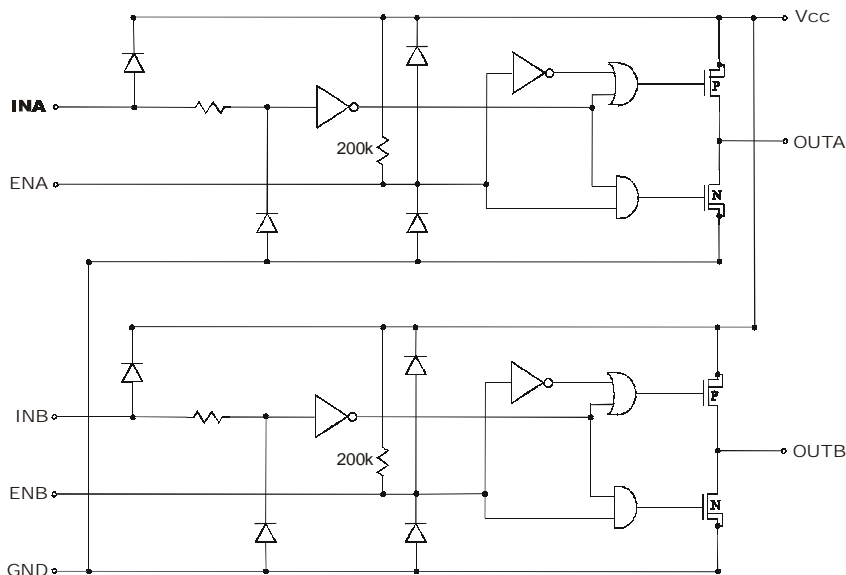 Vcc
P
INA
200k
OUTA
ENA
N
P
INB
OUTB
200k
ENB
N
GND